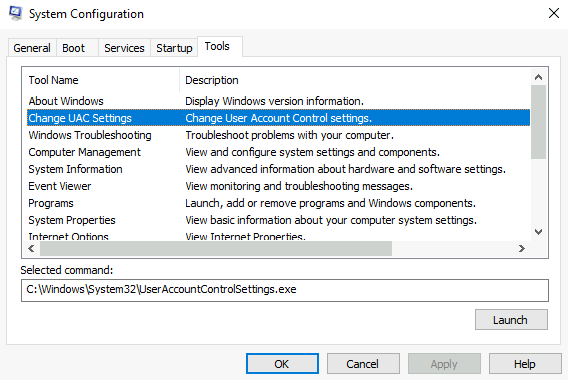 System Configuration
General Boot Services Startup Tools
Tool Name Description
About Windows Display Windows version information.
Change UAC Settings Change User Account Control settings.
Windows Troubleshooting Troubleshoot problems with your computer.
Computer Management View and configure system settings and components.
System Information View advanced information about hardware and software settings.
Event Viewer View monitoring and troubleshooting messages.
Programs Launch, add or remove programs and Windows components.
System Properties View basic information about your computer system settings.
Internet Options View Internet Properties.
Selected command:
C:\Windows\System32\UserAccountControlSettings.exe
Launch
OK Cancel Apply Help